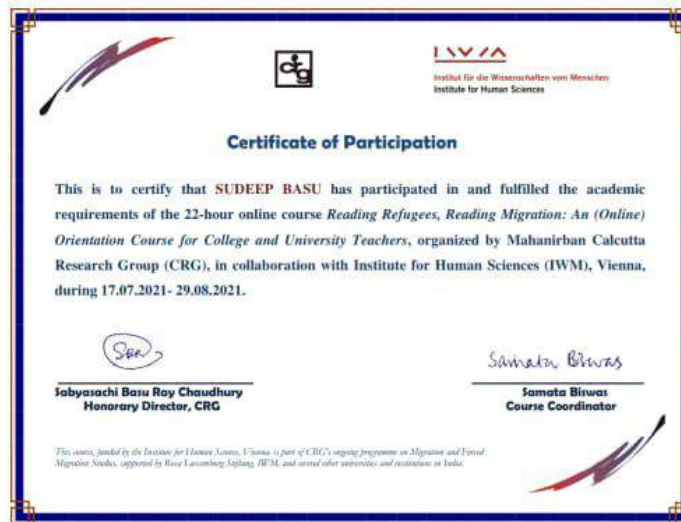 crg
IWM
Institut für die Wissenschaften vom Menschen
Institute for Human Sciences
Certificate of Participation
This is to certify that SUDEEP BASU has participated in and fulfilled the academic
requirements of the 22-hour online course Reading Refugees, Reading Migration: An (Online)
Orientation Course for College and University Teachers, organized by Mahanirban Calcutta
Research Group (CRG), in collaboration with Institute for Human Sciences (IWM), Vienna,
during 17.07.2021- 29.08.2021.
Samata Biswas
Sabyasachi Basu Ray Chaudhury
Honorary Director, CRG
Samata Biswas
Course Coordinator
This course, funded by the Institute for Human Science, Vienna, is part of CRG's ongoing programme on Migration and Forced
Migration Studies, supported by Rosa Luxemburg Stiftung, IWM, and several other universities and institutions in India.